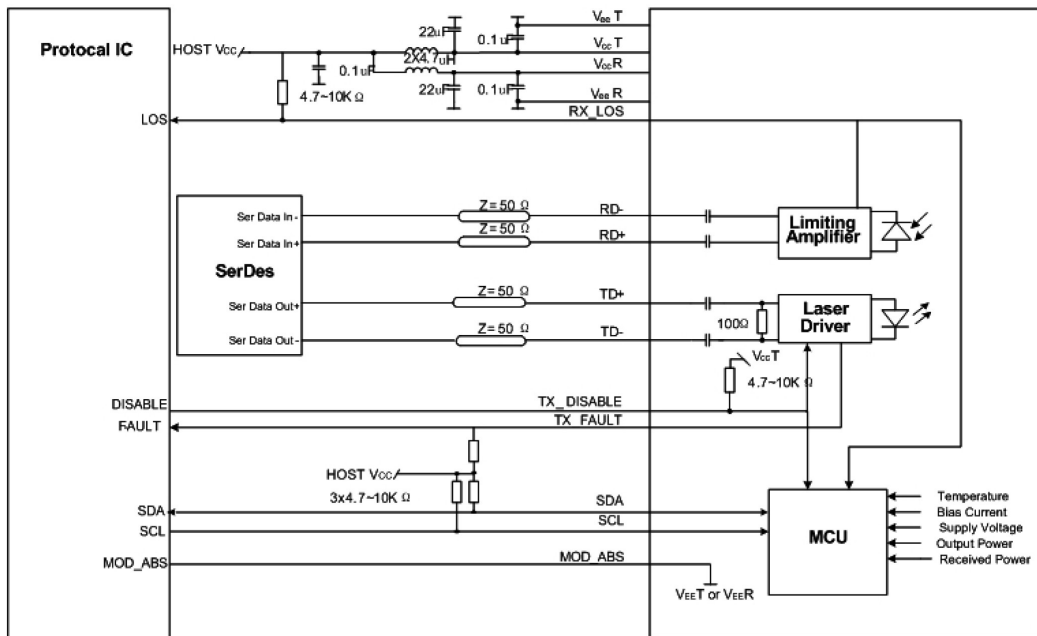 Protocal IC
HOST Vcc
22uF
0.1uF
VeeT
VccT
2X4.7uH
0.1uF
VccR
4.7~10K Ω
22uF
0.1uF
VeeR
LOS
RX_LOS
Ser Data In -
Z= 50 Ω
RD-
Limiting
Amplifier
Ser Data In+
Z= 50 Ω
RD+
SerDes
Ser Data Out+
Z= 50 Ω
TD+
Laser
Driver
100Ω
Ser Data Out -
Z= 50 Ω
TD-
VccT
4.7~10K Ω
DISABLE
TX_DISABLE
FAULT
TX_FAULT
HOST Vcc
3x4.7~10K Ω
SDA
SDA
SCL
SCL
MCU
Temperature
Bias Current
Supply Voltage
Output Power
Received Power
MOD_ABS
MOD_ABS
VEET or VEER